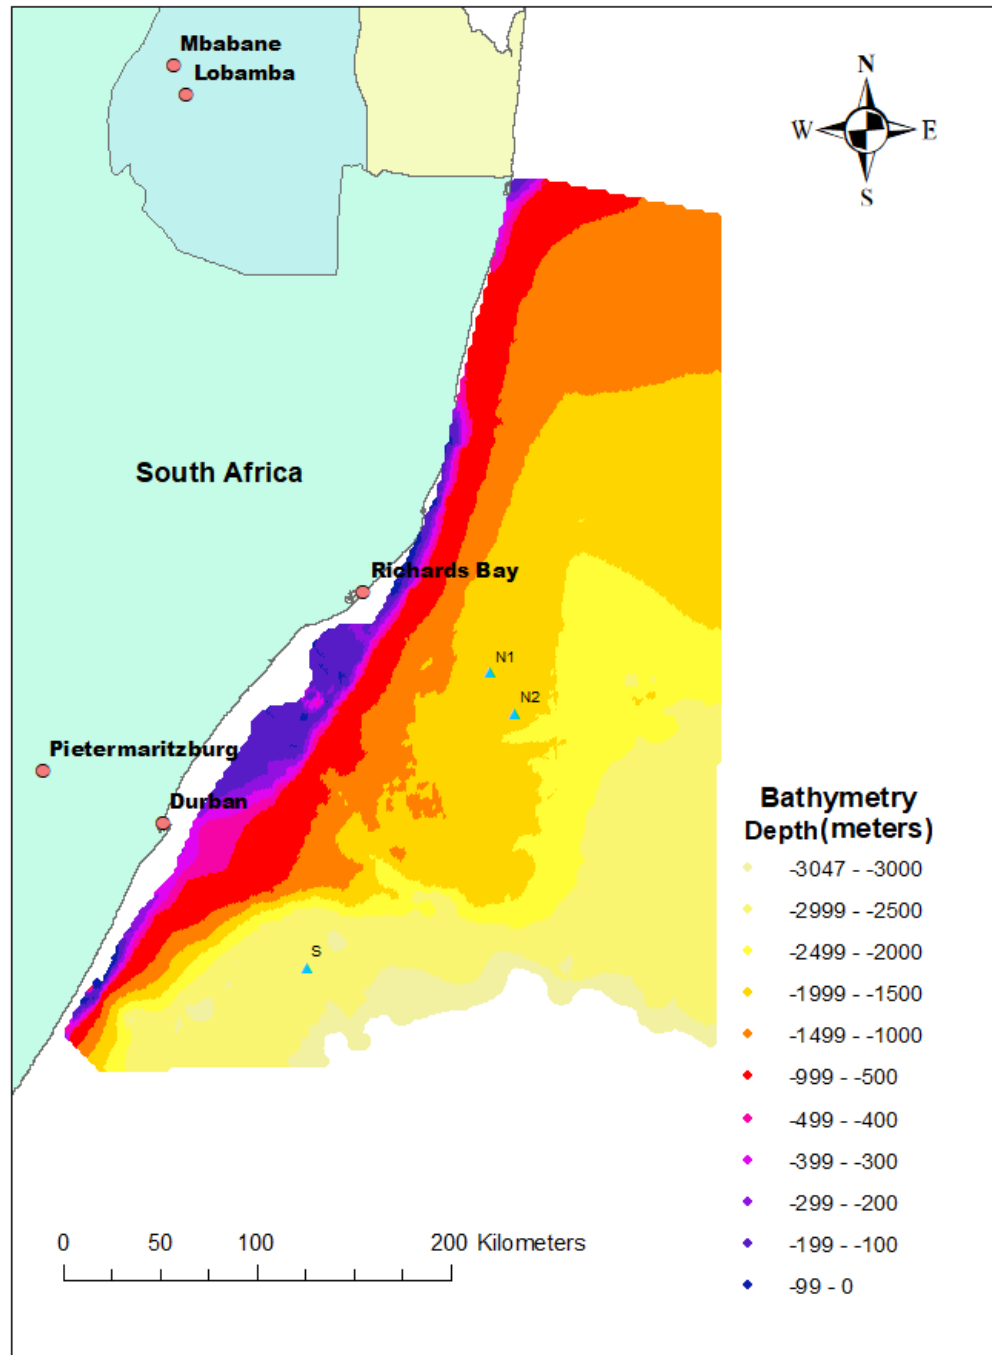 Mbabane
Lobamba
N
W E
S
South Africa
Richards Bay
N1
N2
Pietermaritzburg
Durban
S
Bathymetry
Depth(meters)
-3047 - -3000
-2999 - -2500
-2499 - -2000
-1999 - -1500
-1499 - -1000
-999 - -500
-499 - -400
-399 - -300
-299 - -200
-199 - -100
-99 - 0
0 50 100 200 Kilometers